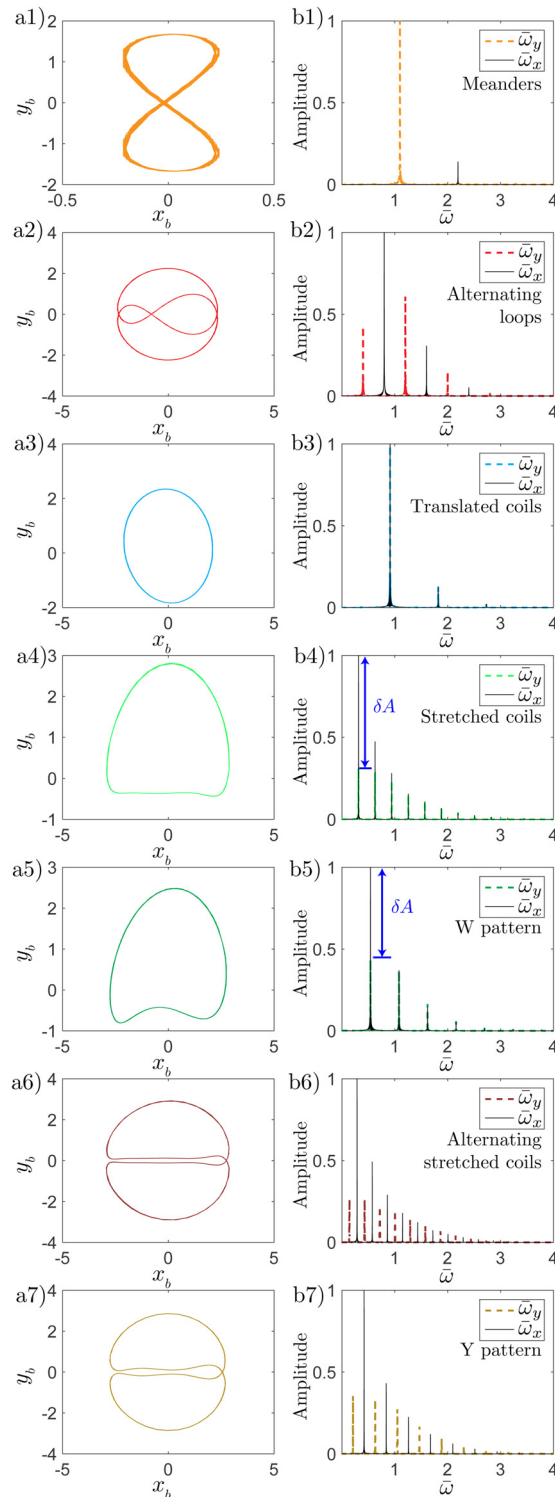 a1)
2
1
0
-1
-2
-0.5
0
0.5
y_b
x_b
b1)
1
0.5
0
0
1
2
3
4
Amplitude
ω̄
ω̄_y
ω̄_x
Meanders
a2)
4
2
0
-2
-4
-5
0
5
y_b
x_b
b2)
1
0.5
0
0
1
2
3
4
Amplitude
ω̄
ω̄_y
ω̄_x
Alternating
loops
a3)
4
2
0
-2
-5
0
5
y_b
x_b
b3)
1
0.5
0
0
1
2
3
4
Amplitude
ω̄
ω̄_y
ω̄_x
Translated coils
a4)
3
2
1
0
-1
-5
0
5
y_b
x_b
b4)
1
0.5
0
0
1
2
3
4
Amplitude
ω̄
ω̄_y
ω̄_x
Stretched coils
δA
a5)
3
2
1
0
-1
-5
0
5
y_b
x_b
b5)
1
0.5
0
0
1
2
3
4
Amplitude
ω̄
ω̄_y
ω̄_x
W pattern
δA
a6)
4
2
0
-2
-4
-5
0
5
y_b
x_b
b6)
1
0.5
0
0
1
2
3
4
Amplitude
ω̄
ω̄_y
ω̄_x
Alternating
stretched coils
a7)
4
2
0
-2
-4
-5
0
5
y_b
x_b
b7)
1
0.5
0
0
1
2
3
4
Amplitude
ω̄
ω̄_y
ω̄_x
Y pattern